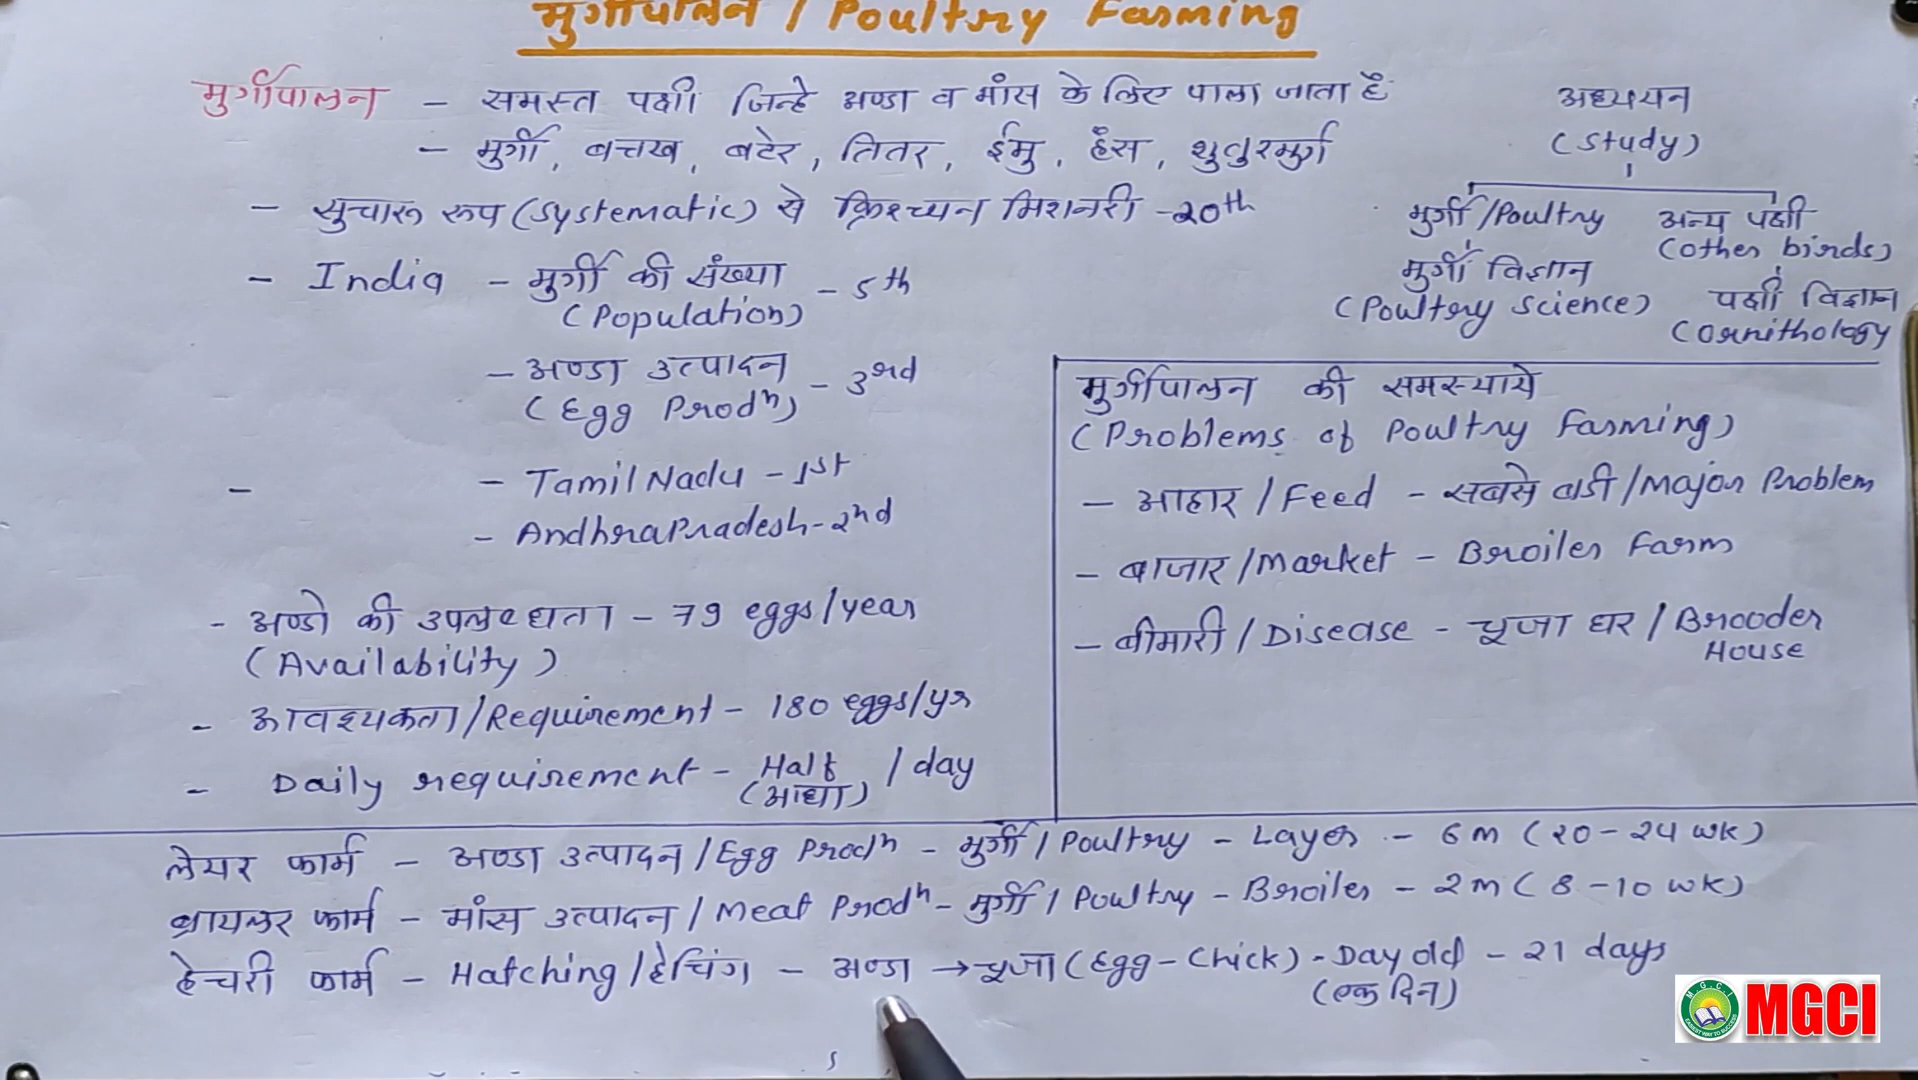 मुर्गीपालन / Poultry Farming
मुर्गीपालन - समस्त पक्षी जिन्हे अण्डा व मांस के लिए पाला जाता है
- मुर्गी, बत्तख, बटेर, तितर, ईमु, हंस, शुतुरमुर्ग
- सुचारू रूप (Systematic) से क्रिश्च्यन मिशनरी - 20th
- India - मुर्गी की संख्या - 5th
(Population)
- अण्डा उत्पादन - 3rd
(Egg Prodn)
- Tamil Nadu - 1st
- Andhra Pradesh - 2nd
- अण्डो की उपलब्धता - 79 eggs/year
(Availability)
- आवश्यकता/Requirement - 180 eggs/yr
- Daily requirement - Half / day
(आधा)
अध्ययन
(Study)
मुर्गी/Poultry अन्य पक्षी
(other birds)
मुर्गी विज्ञान
(Poultry Science) पक्षी विज्ञान
(Ornithology
मुर्गीपालन की समस्याये
(Problems of Poultry Farming)
- आहार / Feed - सबसे बडी/Major Problem
- बाजार / Market - Broiler Farm
- बीमारी / Disease - चूजा घर / Brooder
House
लेयर फार्म - अण्डा उत्पादन / Egg Prodn - मुर्गी / Poultry - Layer - 6 m (20-24 wk)
ब्रायलर फार्म - मांस उत्पादन / Meat Prodn - मुर्गी / Poultry - Broiler - 2 m (8-10 wk)
हेचरी फार्म - Hatching / हेचिंग - अण्डा → चूजा (Egg-Chick) - Day old - 21 days
(एक दिन)
MGCI